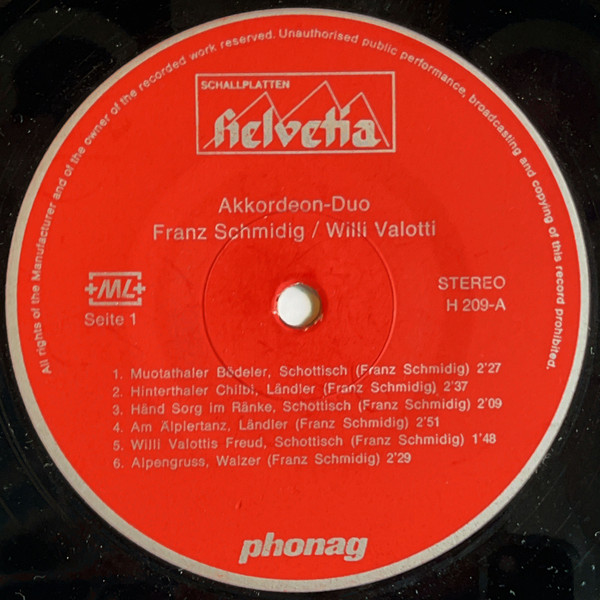 All rights of the Manufacturer and of the owner of the recorded work reserved. Unauthorised public performance, broadcasting and copying of this record prohibited.
SCHALLPLATTEN
Helvetia
Akkordeon-Duo
Franz Schmidig / Willi Valotti
+ML+
Seite 1
STEREO
H 209-A
1. Muotathaler Bödeler, Schottisch (Franz Schmidig) 2'27
2. Hinterthaler Chilbi, Ländler (Franz Schmidig) 2'37
3. Händ Sorg im Ränke, Schottisch (Franz Schmidig) 2'09
4. Am Älplertanz, Ländler (Franz Schmidig) 2'51
5. Willi Valottis Freud, Schottisch (Franz Schmidig) 1'48
6. Alpengruss, Walzer (Franz Schmidig) 2'29
phonag